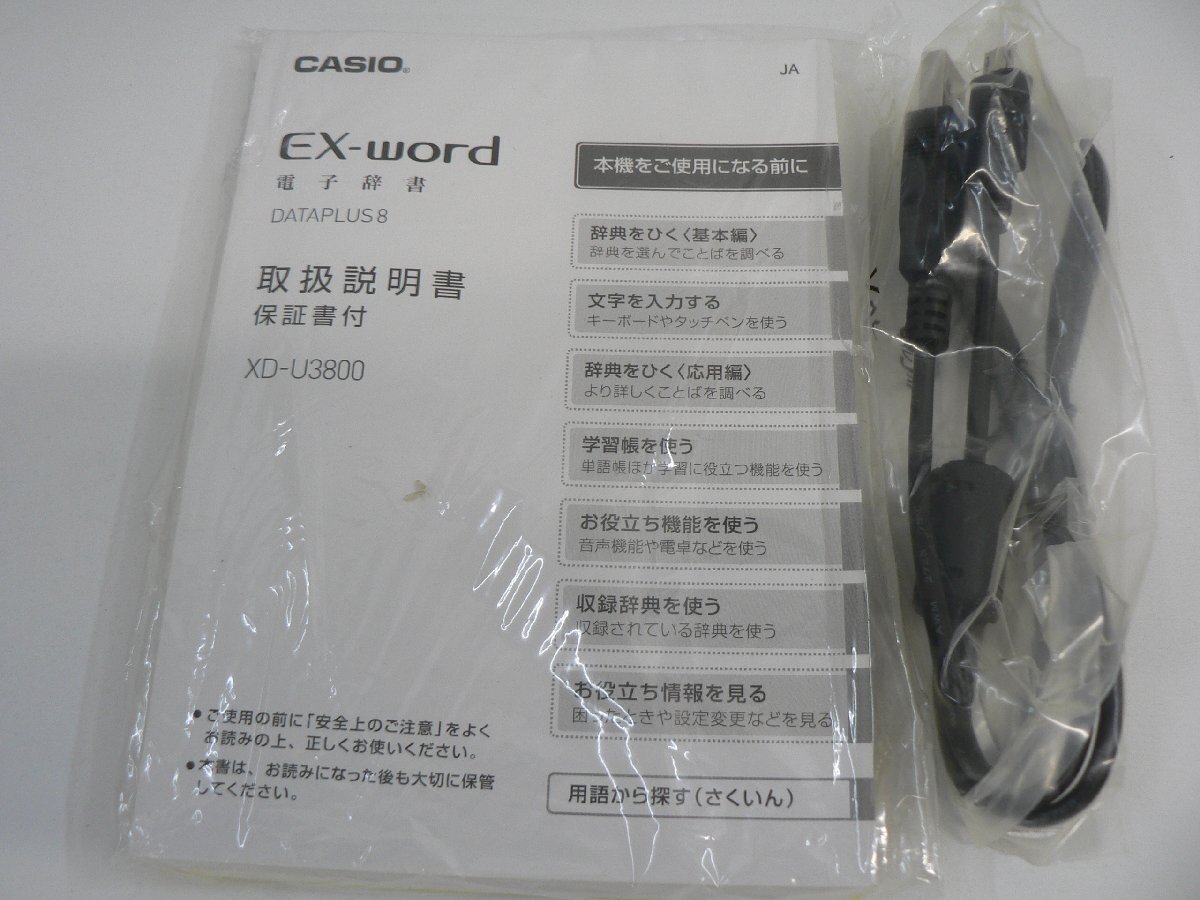 CASIO®
JA
EX-word
電子辞書
DATAPLUS 8
取扱説明書
保証書付
XD-U3800
本機をご使用になる前に
辞典をひく〈基本編〉
辞典を選んでことばを調べる
文字を入力する
キーボードやタッチペンを使う
辞典をひく〈応用編〉
より詳しくことばを調べる
学習帳を使う
単語帳ほか学習に役立つ機能を使う
お役立ち機能を使う
音声機能や電卓などを使う
収録辞典を使う
収録されている辞典を使う
お役立ち情報を見る
困ったときや設定変更などを見る
用語から探す（さくいん）
●ご使用の前に「安全上のご注意」をよく
お読みの上、正しくお使いください。
●本書は、お読みになった後も大切に保管
してください。